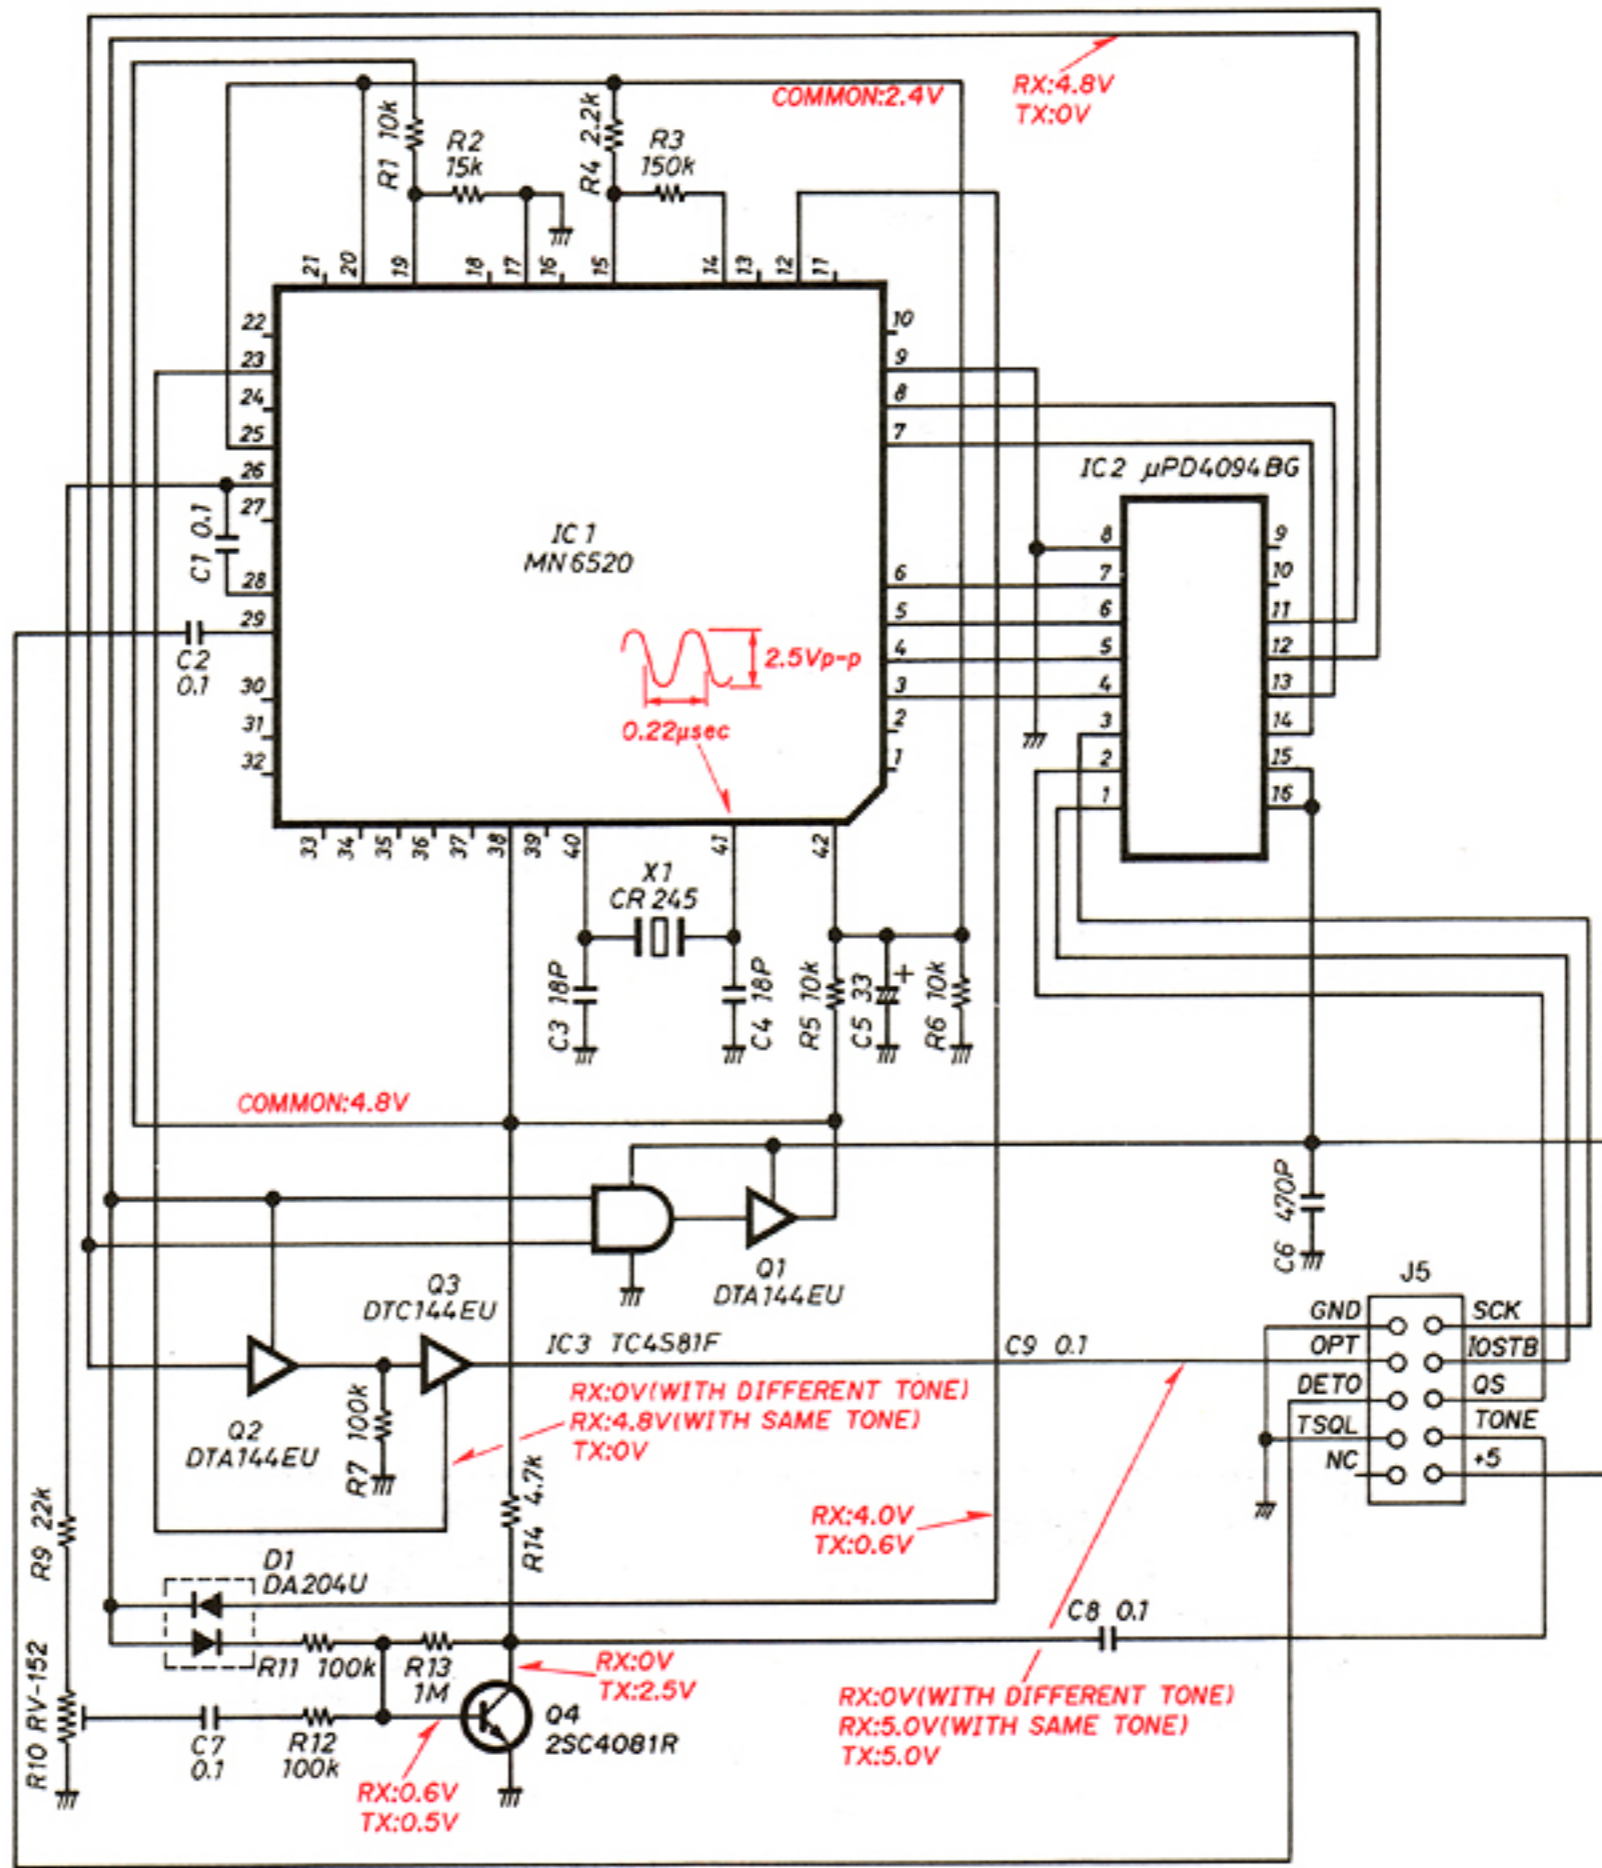 COMMON:2.4V
RX:4.8V
TX:0V
R1 10k
R2
15k
R4 2.2k
R3
150k
21
20
19
18
17
16
15
14
13
12
11
22
23
24
25
26
27
28
29
30
31
32
10
9
8
7
6
5
4
3
2
1
C1 0.1
C2
0.1
IC 1
MN6520
2.5Vp-p
0.22µsec
IC2 µPD4094BG
8
7
6
5
4
3
2
1
9
10
11
12
13
14
15
16
33
34
35
36
37
38
39
40
41
42
X1
CR 245
C3 18P
C4 18P
R5 10k
C5 33
+
R6 10k
COMMON:4.8V
C6 470P
Q1
DTA144EU
Q3
DTC144EU
IC3 TC4S81F
C9 0.1
Q2
DTA144EU
R7 100k
RX:0V(WITH DIFFERENT TONE)
RX:4.8V(WITH SAME TONE)
TX:0V
J5
GND
SCK
OPT
IOSTB
DETO
QS
TSQL
TONE
NC
+5
R9 22k
R14 4.7k
RX:4.0V
TX:0.6V
D1
DA204U
C8 0.1
R11 100k
R13
1M
RX:0V
TX:2.5V
R10 RV-152
C7
0.1
R12
100k
Q4
2SC4081R
RX:0.6V
TX:0.5V
RX:0V(WITH DIFFERENT TONE)
RX:5.0V(WITH SAME TONE)
TX:5.0V